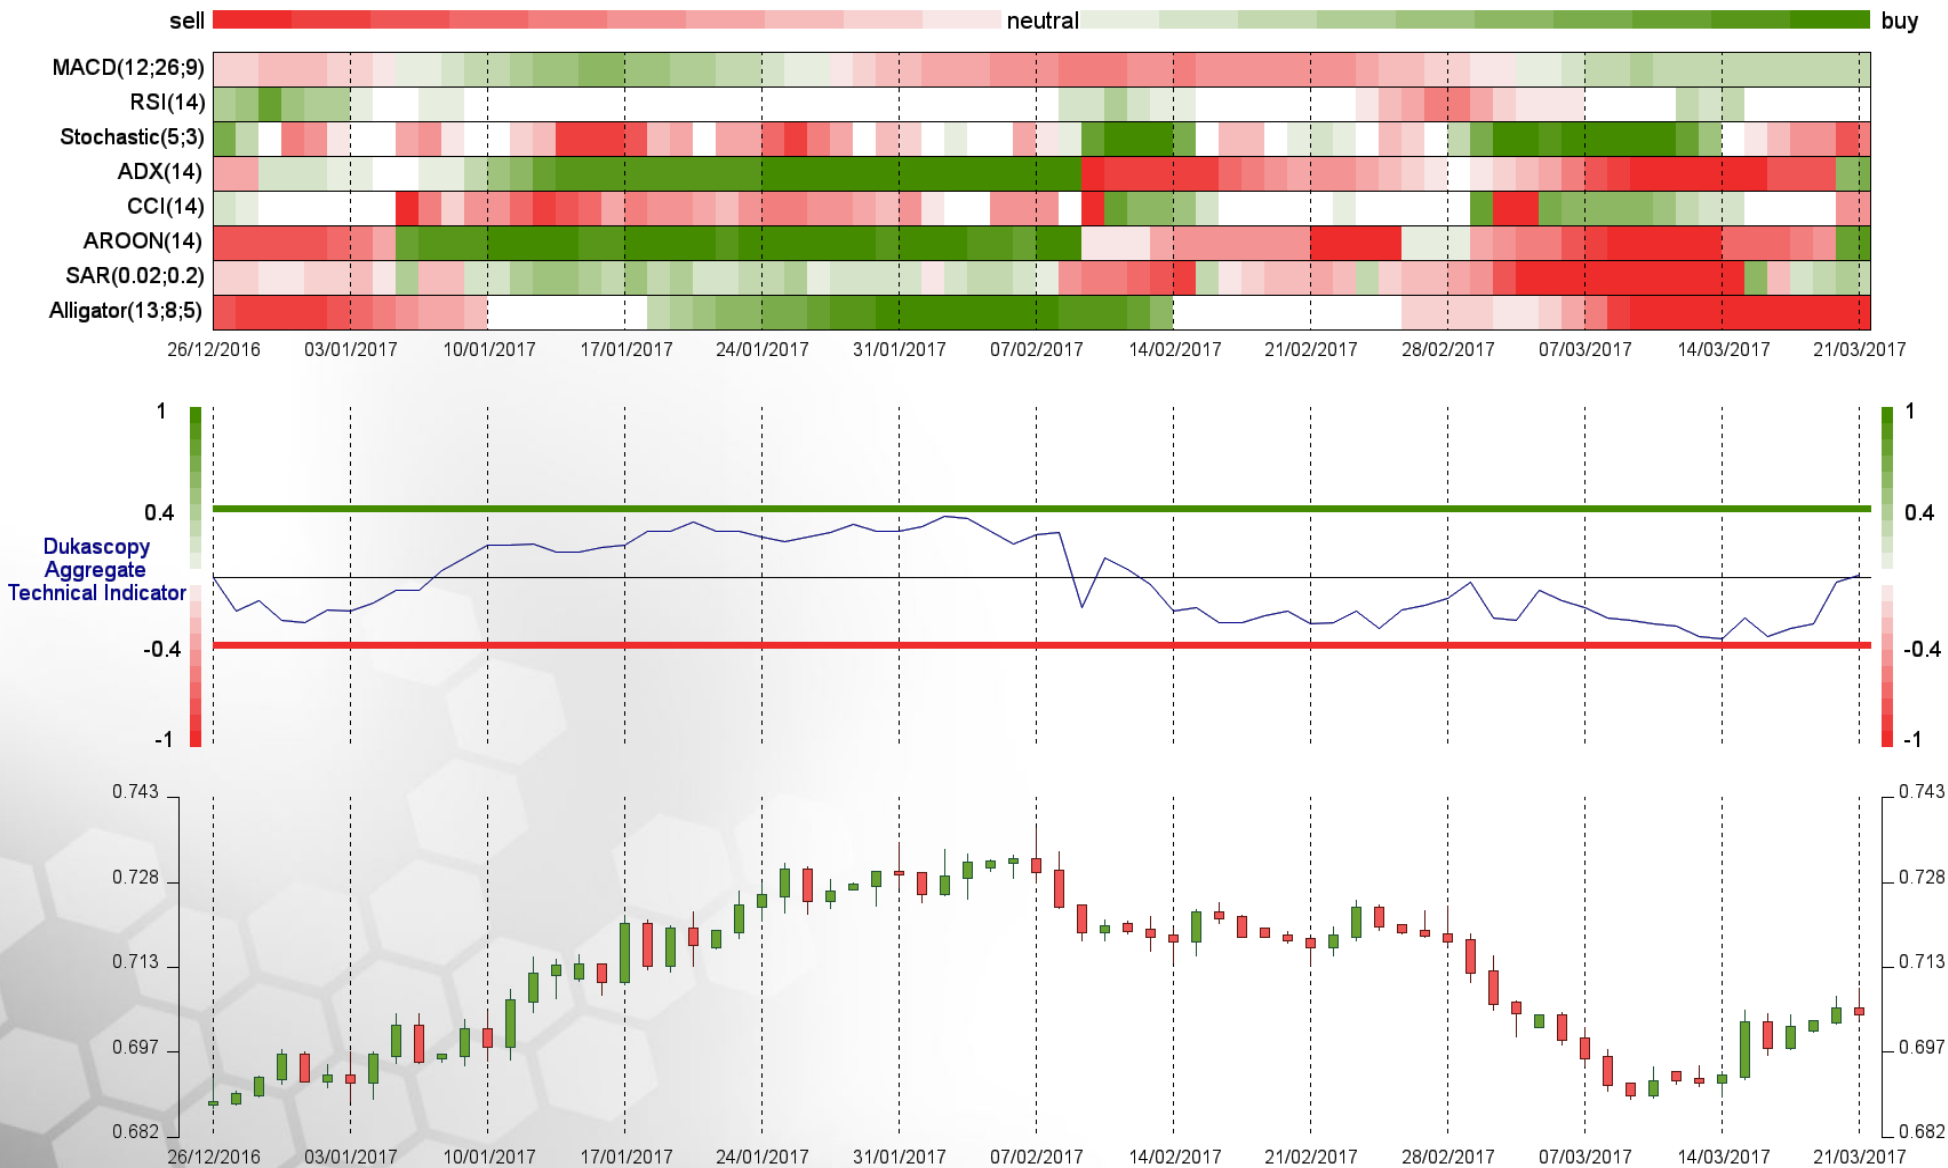 sell neutral buy
MACD(12;26;9)
RSI(14)
Stochastic(5;3)
ADX(14)
CCI(14)
AROON(14)
SAR(0.02;0.2)
Alligator(13;8;5)
26/12/2016 03/01/2017 10/01/2017 17/01/2017 24/01/2017 31/01/2017 07/02/2017 14/02/2017 21/02/2017 28/02/2017 07/03/2017 14/03/2017 21/03/2017
1 1
0.4 0.4
Dukascopy
Aggregate
Technical Indicator
-0.4 -0.4
-1 -1
0.743 0.743
0.728 0.728
0.713 0.713
0.697 0.697
0.682 0.682
26/12/2016 03/01/2017 10/01/2017 17/01/2017 24/01/2017 31/01/2017 07/02/2017 14/02/2017 21/02/2017 28/02/2017 07/03/2017 14/03/2017 21/03/2017